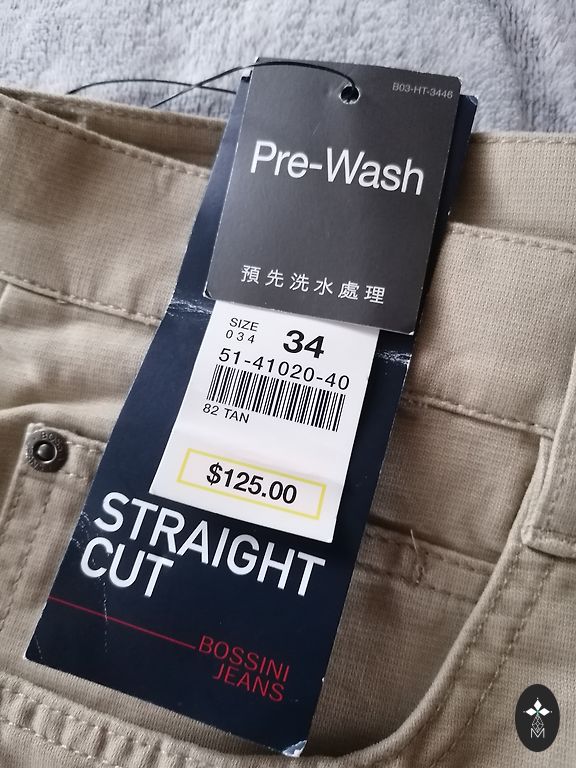 B03-HT-3446
Pre-Wash
預先洗水處理
SIZE
034
34
51-41020-40
82 TAN
$125.00
STRAIGHT
CUT
BOSSINI
JEANS
M